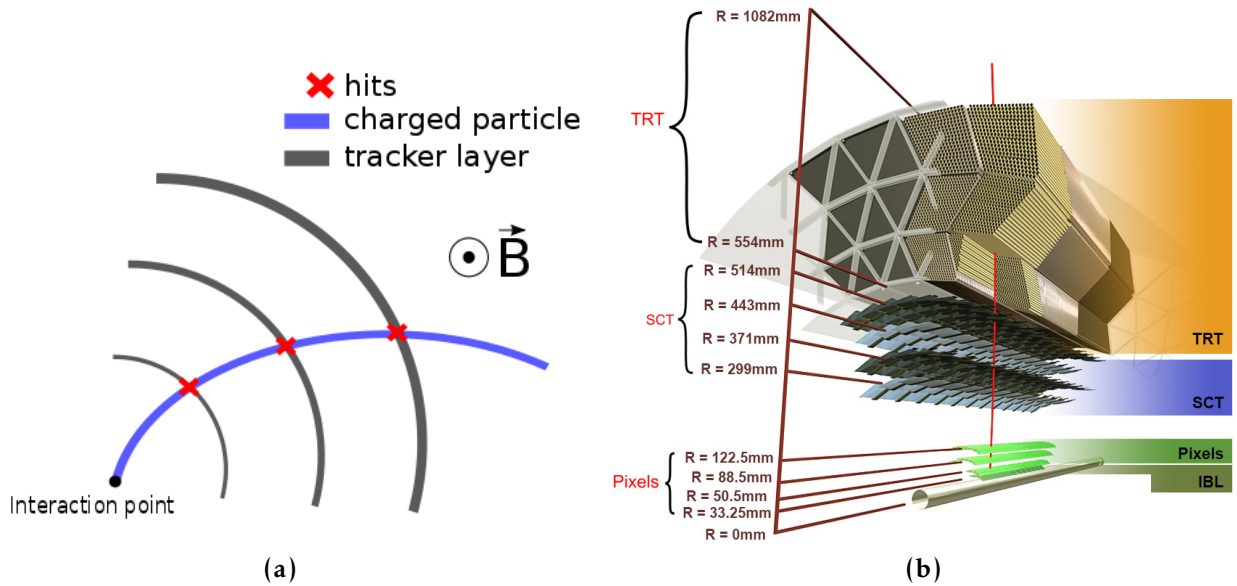 hits
charged particle
tracker layer
B
Interaction point
(a)
R = 1082mm
TRT
R = 554mm
R = 514mm
R = 443mm
SCT
R = 371mm
R = 299mm
R = 122.5mm
R = 88.5mm
Pixels
R = 50.5mm
R = 33.25mm
R = 0mm
TRT
SCT
Pixels
IBL
(b)